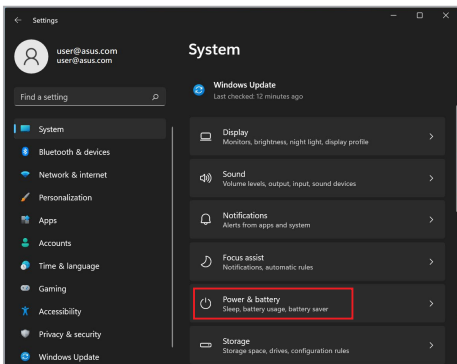 Settings
user@asus.com
user@asus.com
Find a setting
System
Bluetooth & devices
Network & internet
Personalization
Apps
Accounts
Time & language
Gaming
Accessibility
Privacy & security
Windows Update
System
Windows Update
Last checked: 12 minutes ago
Display
Monitors, brightness, night light, display profile
Sound
Volume levels, output, input, sound devices
Notifications
Alerts from apps and system
Focus assist
Notifications, automatic rules
Power & battery
Sleep, battery usage, battery saver
Storage
Storage space, drives, configuration rules